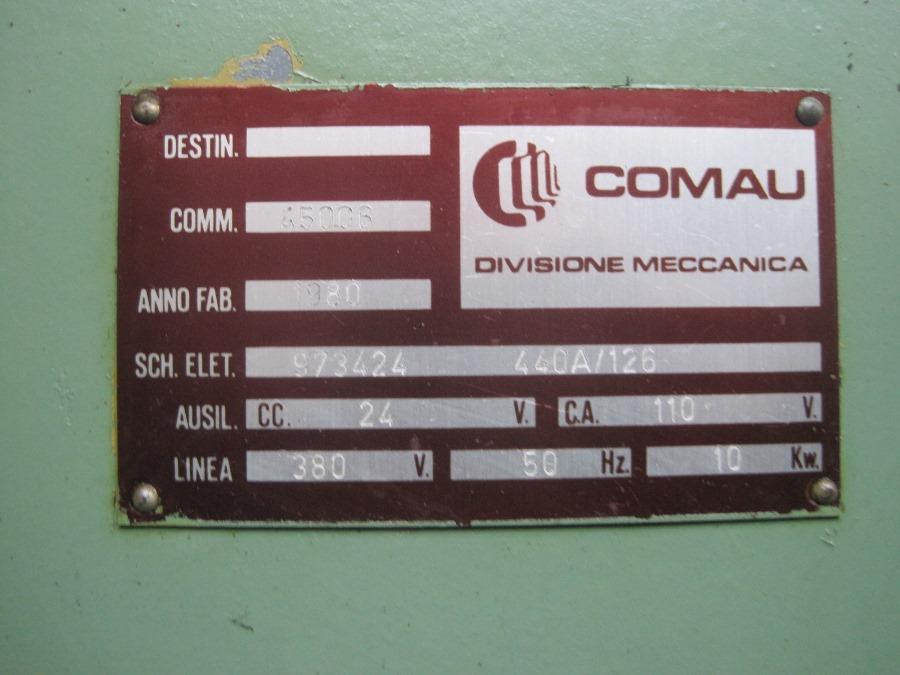 DESTIN.
COMAU
DIVISIONE MECCANICA
COMM. 45006
ANNO FAB. 1980
SCH. ELET. 973424 440A/126
AUSIL. CC. 24 V. C.A. 110 V.
LINEA 380 V. 50 Hz. 10 Kw.